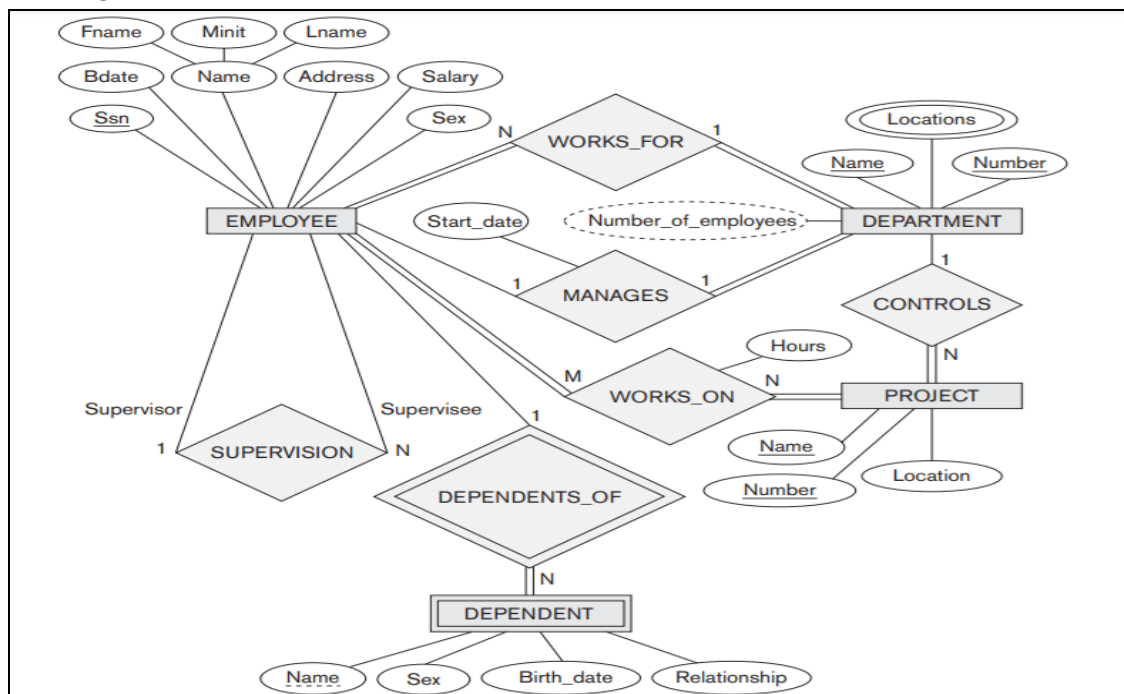 Fname Minit Lname
Bdate Name Address Salary
Ssn Sex
N WORKS_FOR 1
Locations
Name Number
EMPLOYEE
Start_date
Number_of_employees
DEPARTMENT
1 MANAGES 1
1
CONTROLS
N
Hours
M WORKS_ON N
PROJECT
Name
Number
Location
Supervisor Supervisee
1 SUPERVISION N
1
DEPENDENTS_OF
N
DEPENDENT
Name Sex Birth_date Relationship